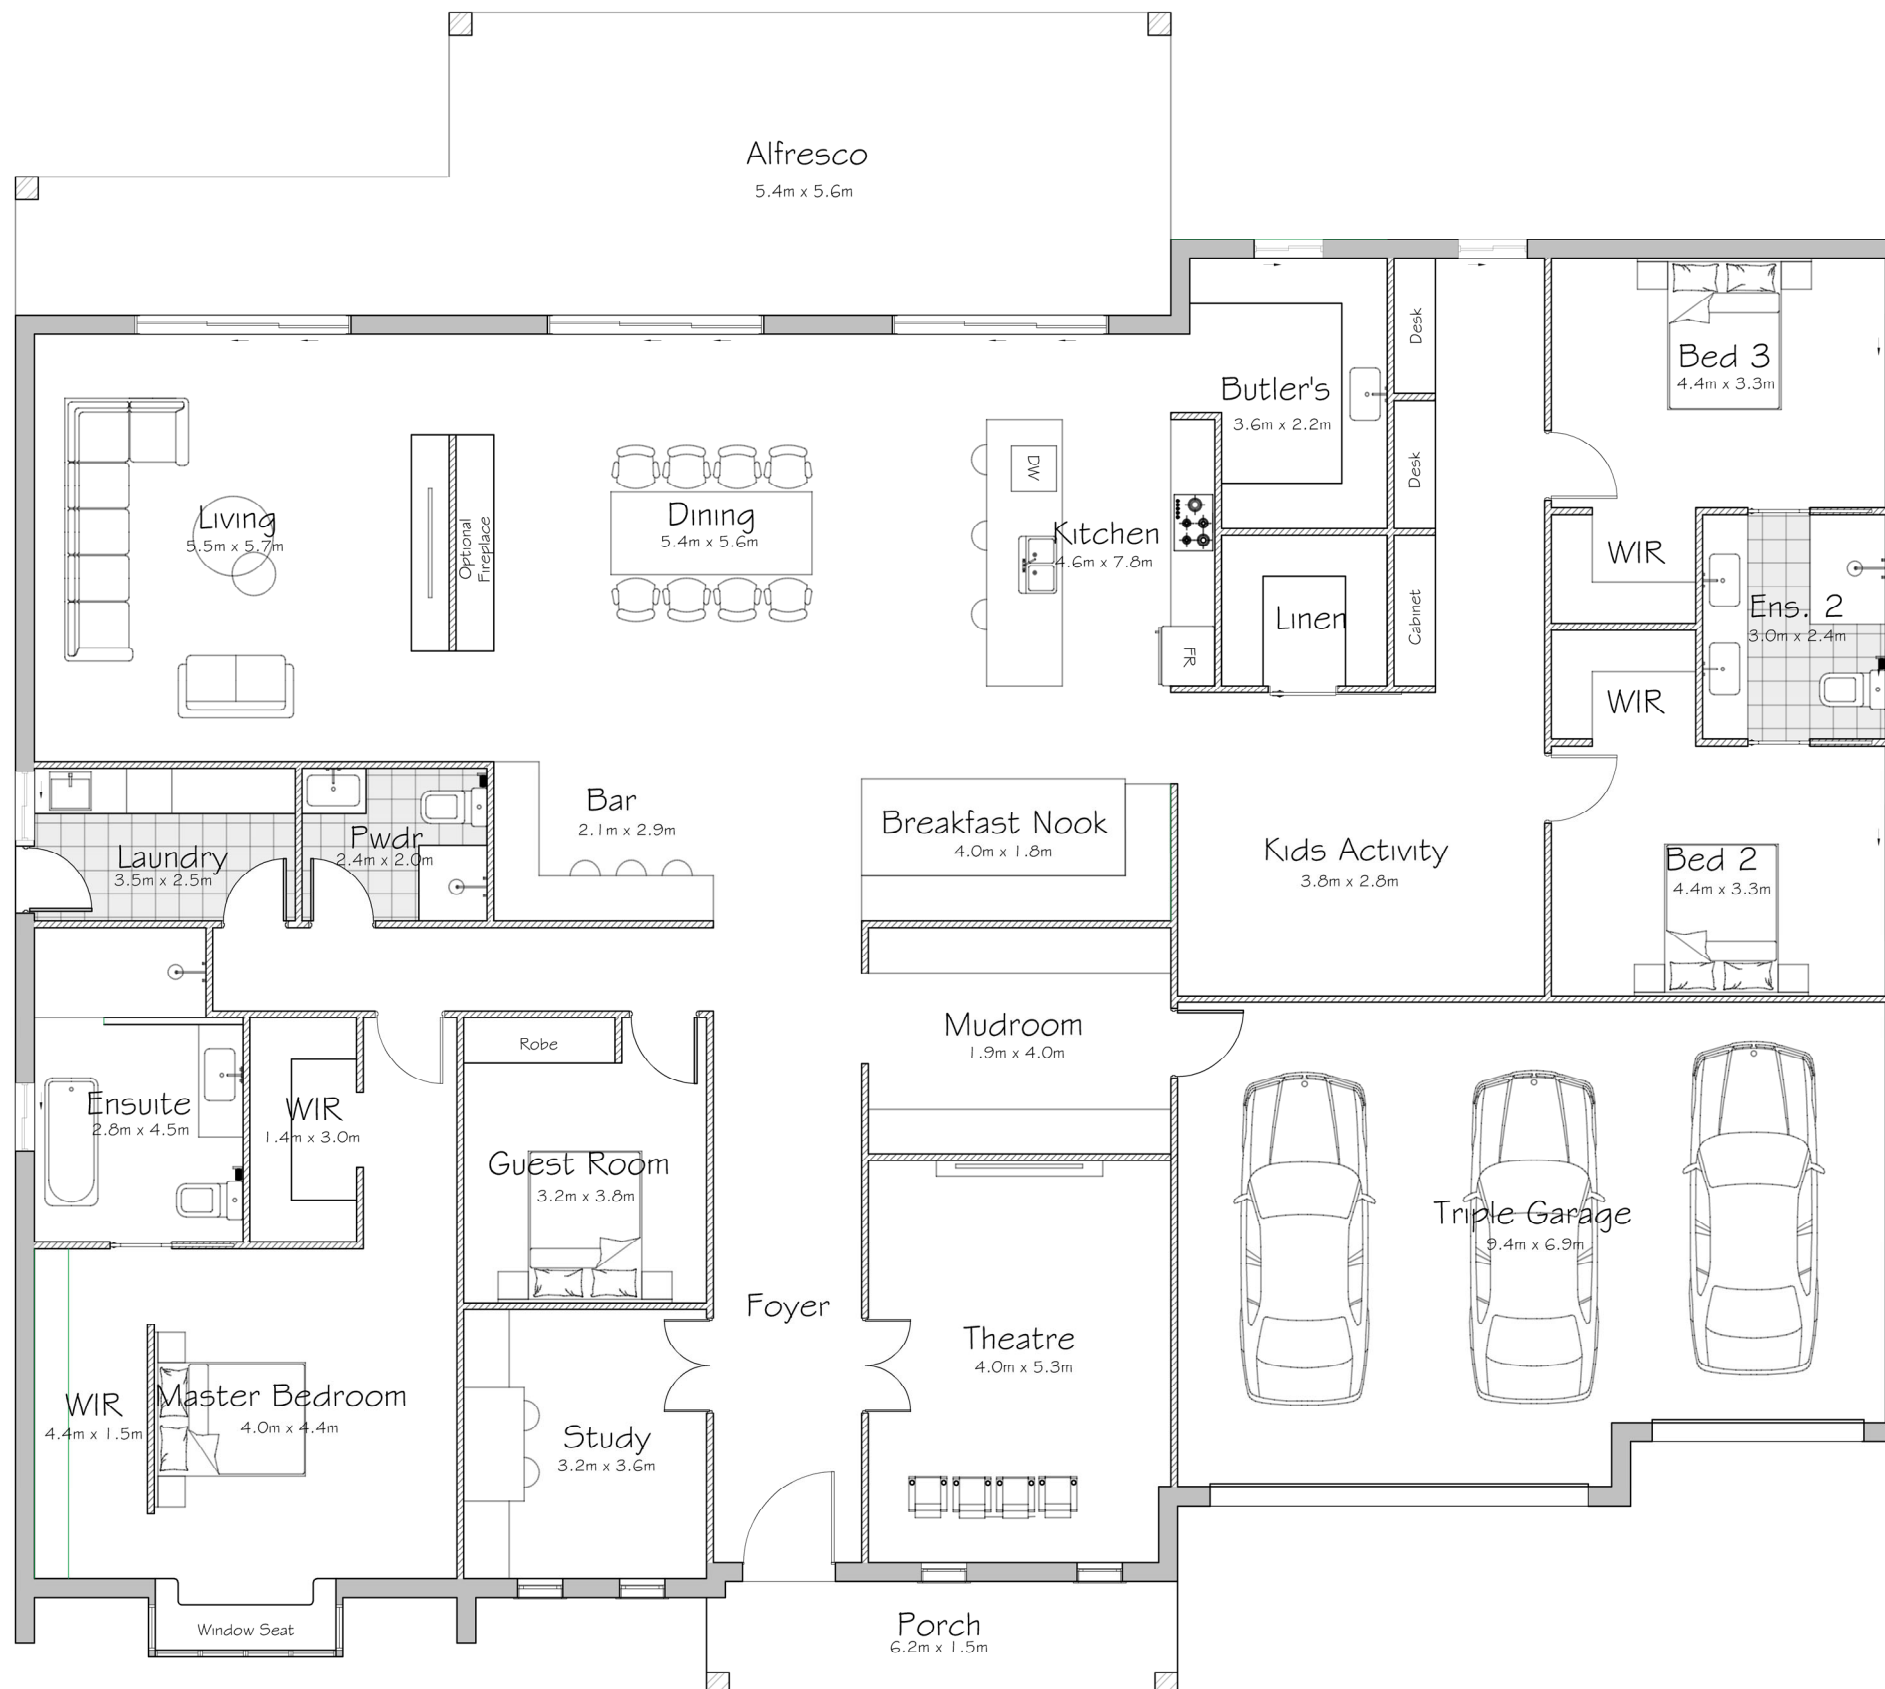 Alfresco
5.4m x 5.6m
Desk
Bed 3
4.4m x 3.3m
Butler's
3.6m x 2.2m
Desk
DW
Living
5.5m x 5.7m
Optional
Fireplace
Dining
5.4m x 5.6m
Kitchen
4.6m x 7.8m
WIR
Linen
Cabinet
Ens. 2
3.0m x 2.4m
FR
WIR
Bar
2.1m x 2.9m
Breakfast Nook
4.0m x 1.8m
Pwdr
2.4m x 2.0m
Laundry
3.5m x 2.5m
Kids Activity
3.8m x 2.8m
Bed 2
4.4m x 3.3m
Mudroom
1.9m x 4.0m
Robe
Ensuite
2.8m x 4.5m
WIR
1.4m x 3.0m
Guest Room
3.2m x 3.8m
Triple Garage
9.4m x 6.9m
Foyer
Theatre
4.0m x 5.3m
WIR
4.4m x 1.5m
Master Bedroom
4.0m x 4.4m
Study
3.2m x 3.6m
Window Seat
Porch
6.2m x 1.5m